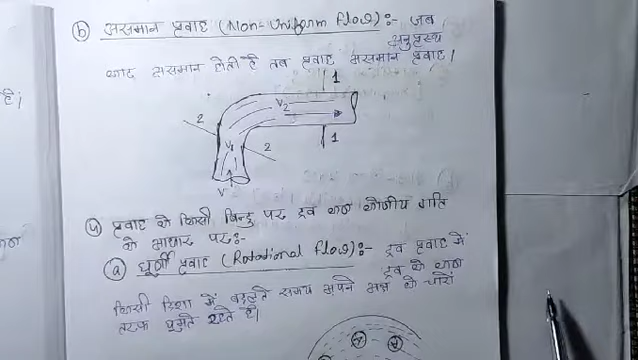 (b) असमान प्रवाह (Non-Uniform flow) :- जब
अनुप्रस्थ
काट असमान होती है तब प्रवाह असमान प्रवाह।
1
V2
2
V1
2
1
V
(4) प्रवाह के किसी बिन्दु पर द्रव कण कोणीय गति
के आधार पर:-
(a) घूर्णी प्रवाह (Rotational flow):- द्रव प्रवाह में
द्रव के कण
किसी दिशा में बहते समय अपने अक्ष के चारों
तरफ घूमते रहते हैं।
है।